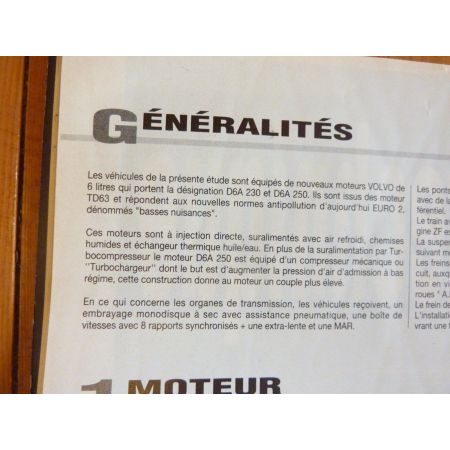 GÉNÉRALITÉS
Les véhicules de la présente étude sont équipés de nouveaux moteurs VOLVO de
6 litres qui portent la désignation D6A 230 et D6A 250. Ils sont issus des moteur
TD63 et répondent aux nouvelles normes antipollution d'aujourd'hui EURO 2,
dénommés "basses nuisances".
Ces moteurs sont à injection directe, suralimentés avec air refroidi, chemises
humides et échangeur thermique huile/eau. En plus de la suralimentation par Tur-
bocompresseur le moteur D6A 250 est équipé d'un compresseur mécanique ou
"Turbochargeur" dont le but est d'augmenter la pression d'air d'admission à bas
régime, cette construction donne au moteur un couple plus élevé.
En ce qui concerne les organes de transmission, les véhicules reçoivent, un
embrayage monodisque à sec avec assistance pneumatique, une boîte de
vitesses avec 8 rapports synchronisés + une extra-lente et une MAR.
1 MOTEUR
Les ponts
avec de la
férentiel.
Le train av
gine ZF es
La suspe
suivant m
Les freins
cuit, auxq
tion en vi
roues " A.
Le frein de
L'installat
vrant une